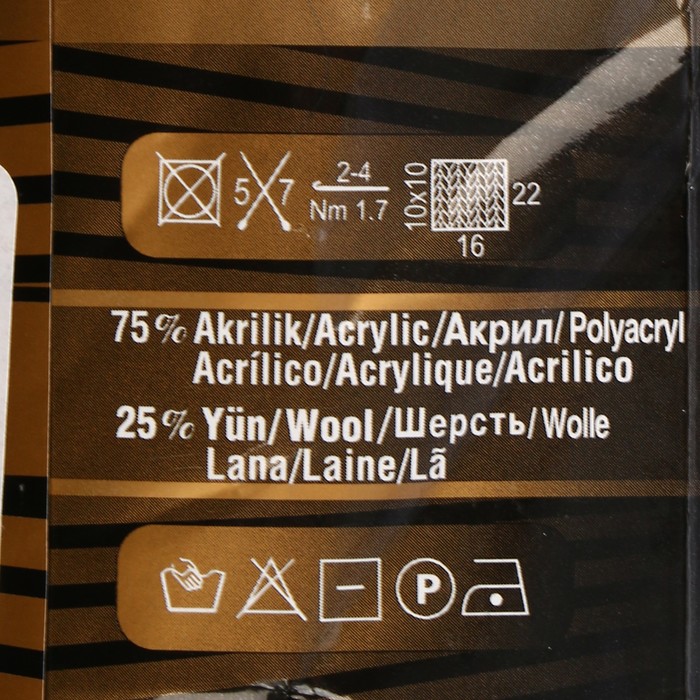 5 7
2-4
Nm 1.7
10x10
22
16
75% Akrilik/Acrylic/Акрил/Polyacryl
Acrílico/Acrylique/Acrilico
25% Yün/Wool/Шерсть/Wolle
Lana/Laine/Lã
P